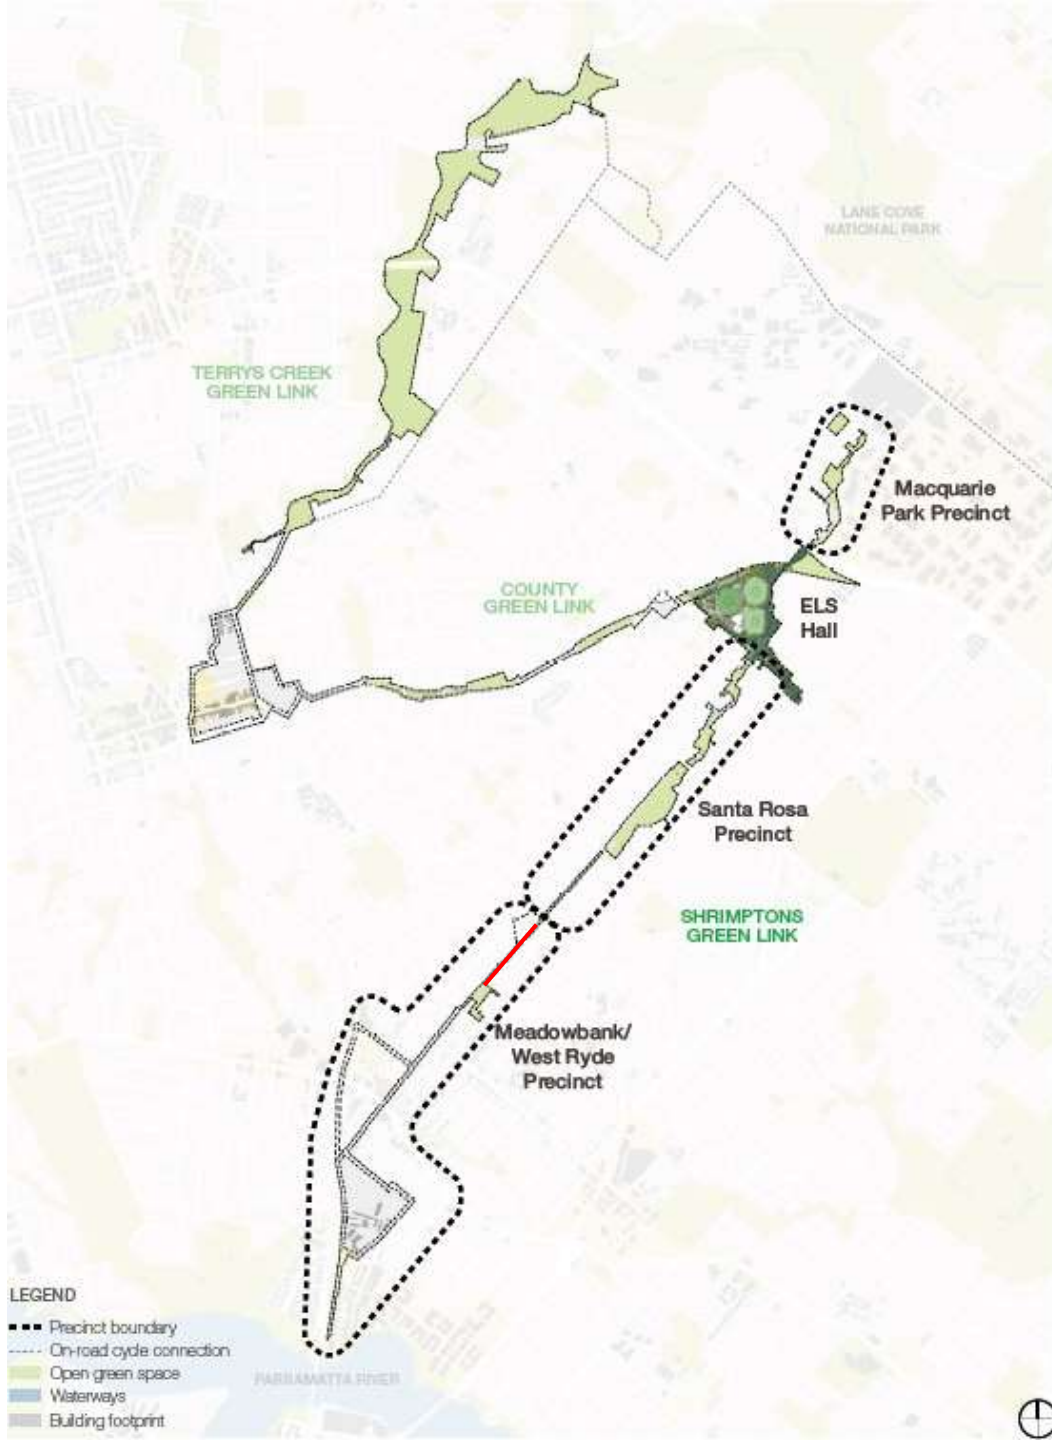 LANE COVE
NATIONAL PARK
TERRYS CREEK
GREEN LINK
Macquarie
Park Precinct
COUNTY
GREEN LINK
ELS
Hall
Santa Rosa
Precinct
SHRIMPTONS
GREEN LINK
Meadowbank/
West Ryde
Precinct
LEGEND
Precinct boundary
On-road cycle connection
Open green space
Waterways
Building footprint
PARRAMATTA RIVER